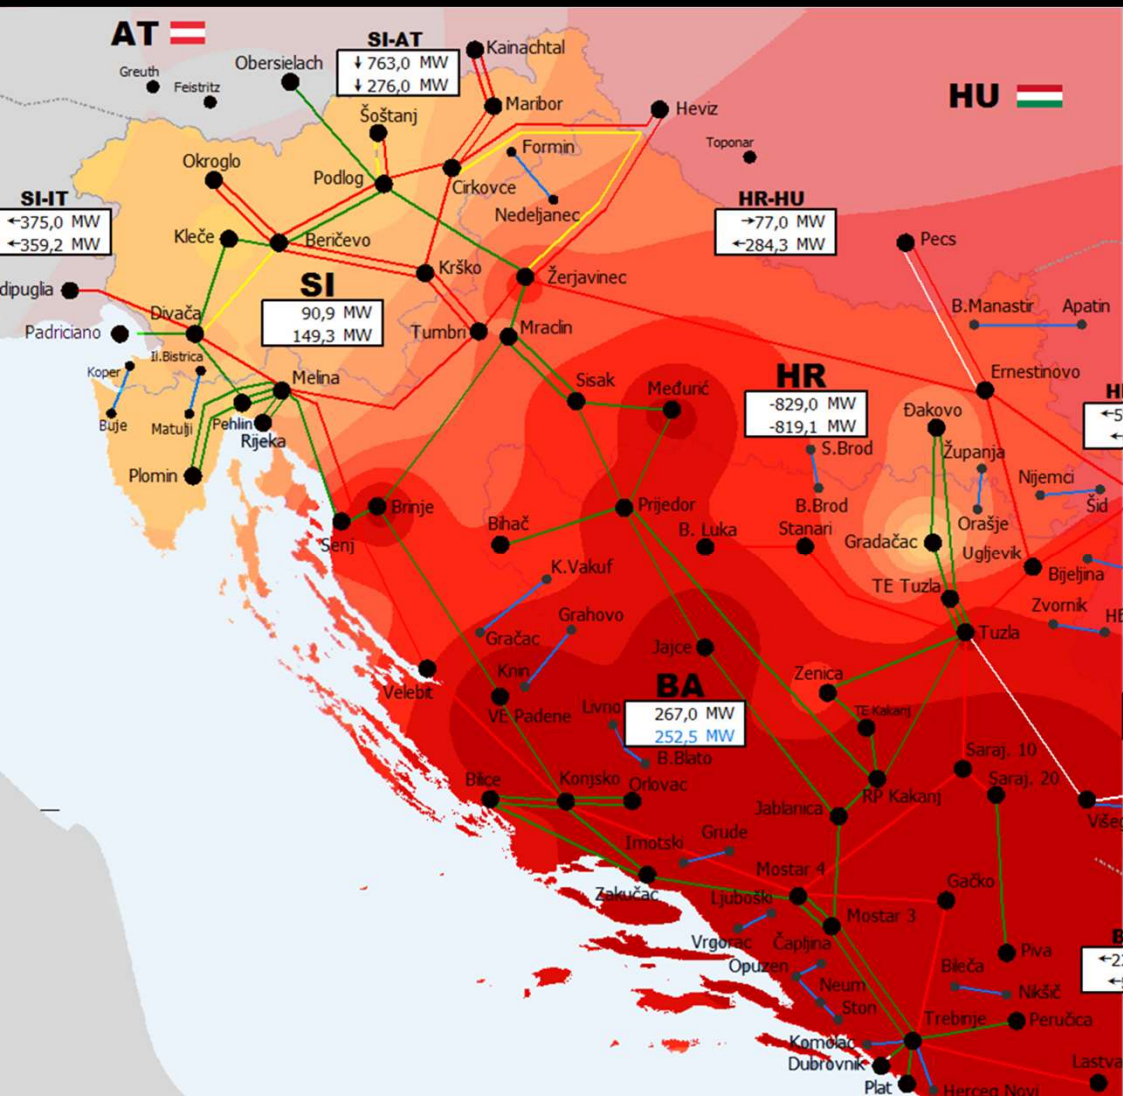 AT
SI-AT
↓ 763,0 MW
↓ 276,0 MW
Kainachtal
Greuth
Feistritz
Obersielach
Maribor
Heviz
HU
Šoštanj
Okroglo
Podlog
Cirkovce
Formin
Toponar
Nedeljanec
SI-IT
←375,0 MW
←359,2 MW
HR-HU
→77,0 MW
←284,3 MW
Kleče
Beričevo
Krško
Pecs
Žerjavinec
dipuglia
SI
90,9 MW
149,3 MW
B.Manastir
Apatin
Divača
Padriciano
Tumbri
Mraclin
Il.Bistrica
Koper
Melina
Sisak
Međurić
HR
-829,0 MW
-819,1 MW
Ernestinovo
Đakovo
Buje
Matulji
Pehlin
Rijeka
S.Brod
Županja
Plomin
Nijemci
Šid
Brinje
Prijedor
B.Brod
Orašje
Senj
Bihać
B. Luka
Stanari
Gradačac
Ugljevik
Bijeljina
K.Vakuf
TE Tuzla
Grahovo
Zvornik
Gračac
Tuzla
Jajce
Knin
Zenica
Velebit
BA
267,0 MW
252,5 MW
VE Padene
Livno
TE Kakanj
B.Blato
Saraj. 10
Bilice
Konjsko
Orlovac
RP Kakanj
Saraj. 20
Jablanica
Imotski
Grude
Mostar 4
Gačko
Zakučac
Ljuboški
Mostar 3
Vrgorac
Čapljina
Piva
Opuzen
Bileća
Neum
Nikšič
Ston
Trebinje
Peručica
Komolac
Dubrovnik
Lastva
Plat
Herceg Novi